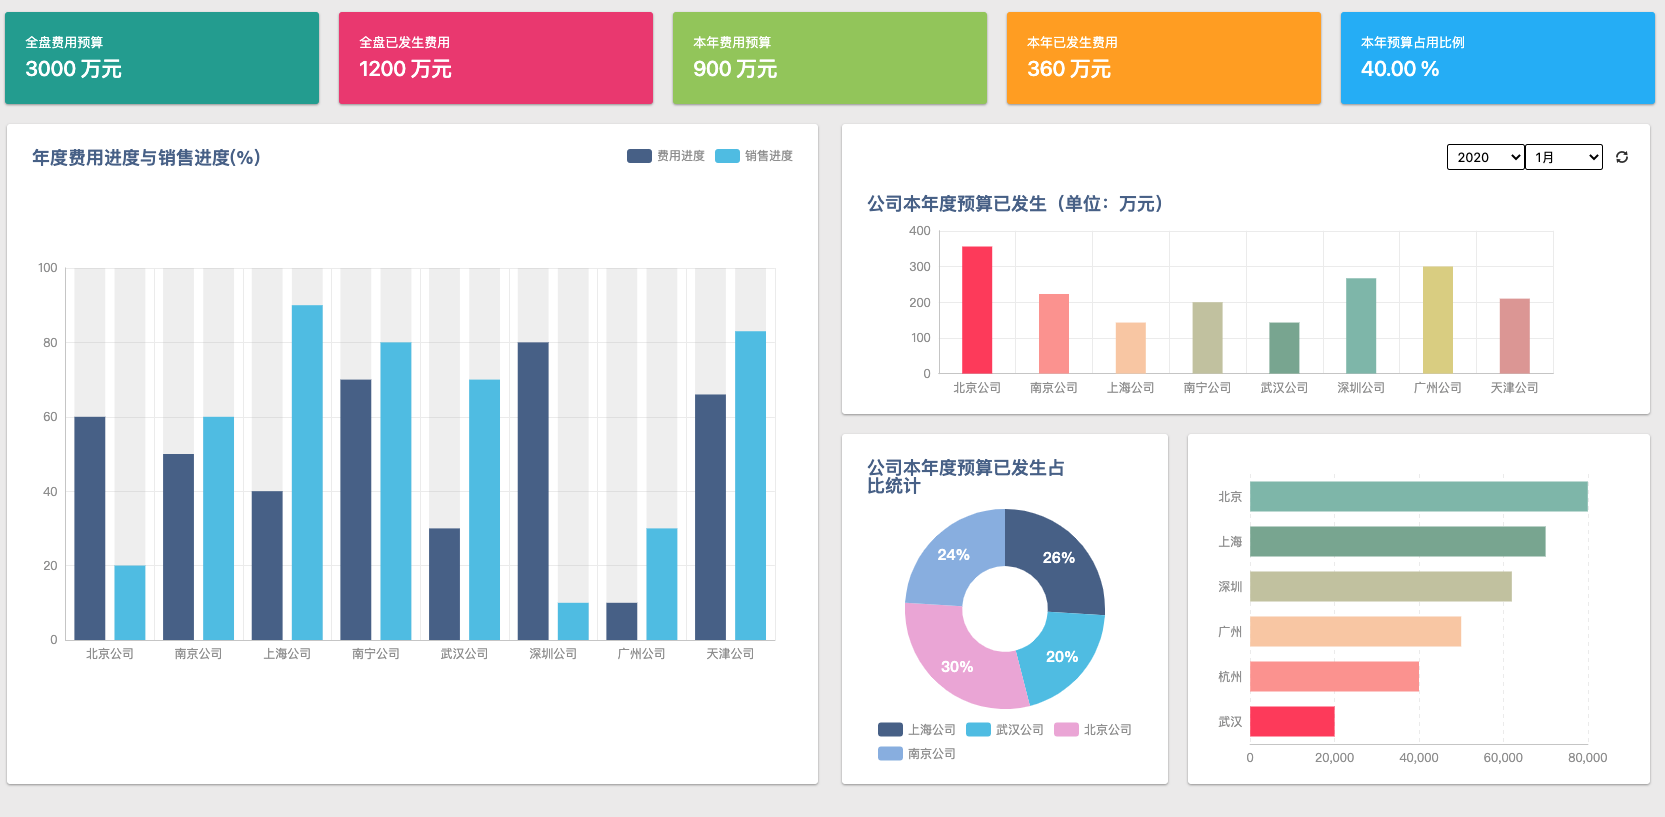 全盘费用预算
3000 万元
全盘已发生费用
1200 万元
本年费用预算
900 万元
本年已发生费用
360 万元
本年预算占用比例
40.00 %
年度费用进度与销售进度(%)
费用进度 销售进度
100
80
60
40
20
0
北京公司 南京公司 上海公司 南宁公司 武汉公司 深圳公司 广州公司 天津公司
2020 1月
公司本年度预算已发生（单位：万元）
400
300
200
100
0
北京公司 南京公司 上海公司 南宁公司 武汉公司 深圳公司 广州公司 天津公司
公司本年度预算已发生占
比统计
24% 26%
30% 20%
上海公司 武汉公司 北京公司
南京公司
北京
上海
深圳
广州
杭州
武汉
0 20,000 40,000 60,000 80,000